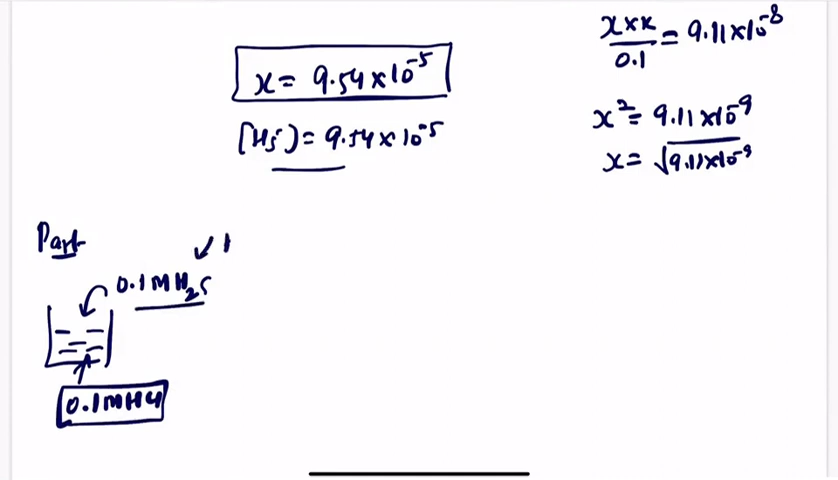 x = 9.54×10⁻⁵
[HS⁻] = 9.54×10⁻⁵
x×x/0.1 = 9.11×10⁻⁸
x² = 9.11×10⁻⁹
x = √9.11×10⁻⁹
Part
0.1 M H₂S
0.1 M HCl